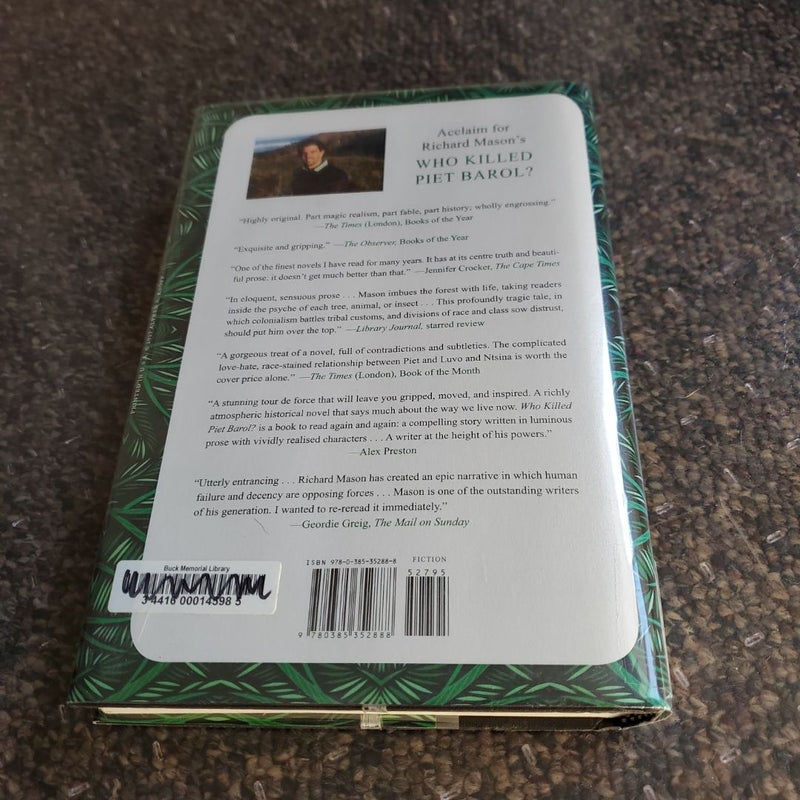 Acclaim for
Richard Mason's
WHO KILLED
PIET BAROL?
"Highly original. Part magic realism, part fable, part history; wholly engrossing."
—The Times (London), Books of the Year
"Exquisite and gripping." —The Observer, Books of the Year
"One of the finest novels I have read for many years. It has at its centre truth and beauti-
ful prose, it doesn't get much better than that." —Jennifer Crocker, The Cape Times
"In eloquent, sensuous prose . . . Mason imbues the forest with life, taking readers
inside the psyche of each tree, animal, or insect . . . This profoundly tragic tale, in
which colonialism battles tribal customs, and divisions of race and class sow distrust,
should put him over the top." —Library Journal, starred review
"A gorgeous treat of a novel, full of contradictions and subtleties. The complicated
love-hate, race-stained relationship between Piet and Luvo and Ntsina is worth the
cover price alone." —The Times (London), Book of the Month
"A stunning tour de force that will leave you gripped, moved, and inspired. A richly
atmospheric historical novel that says much about the way we live now. Who Killed
Piet Barol? is a book to read again and again: a compelling story written in luminous
prose with vividly realised characters . . . A writer at the height of his powers."
—Alex Preston
"Utterly entrancing . . . Richard Mason has created an epic narrative in which human
failure and decency are opposing forces . . . Mason is one of the outstanding writers
of his generation. I wanted to re-reread it immediately."
—Geordie Greig, The Mail on Sunday
ISBN 978-0-385-35288-8 FICTION
52795
9 780385 352888
Buck Memorial Library
3 4416 00014598 5